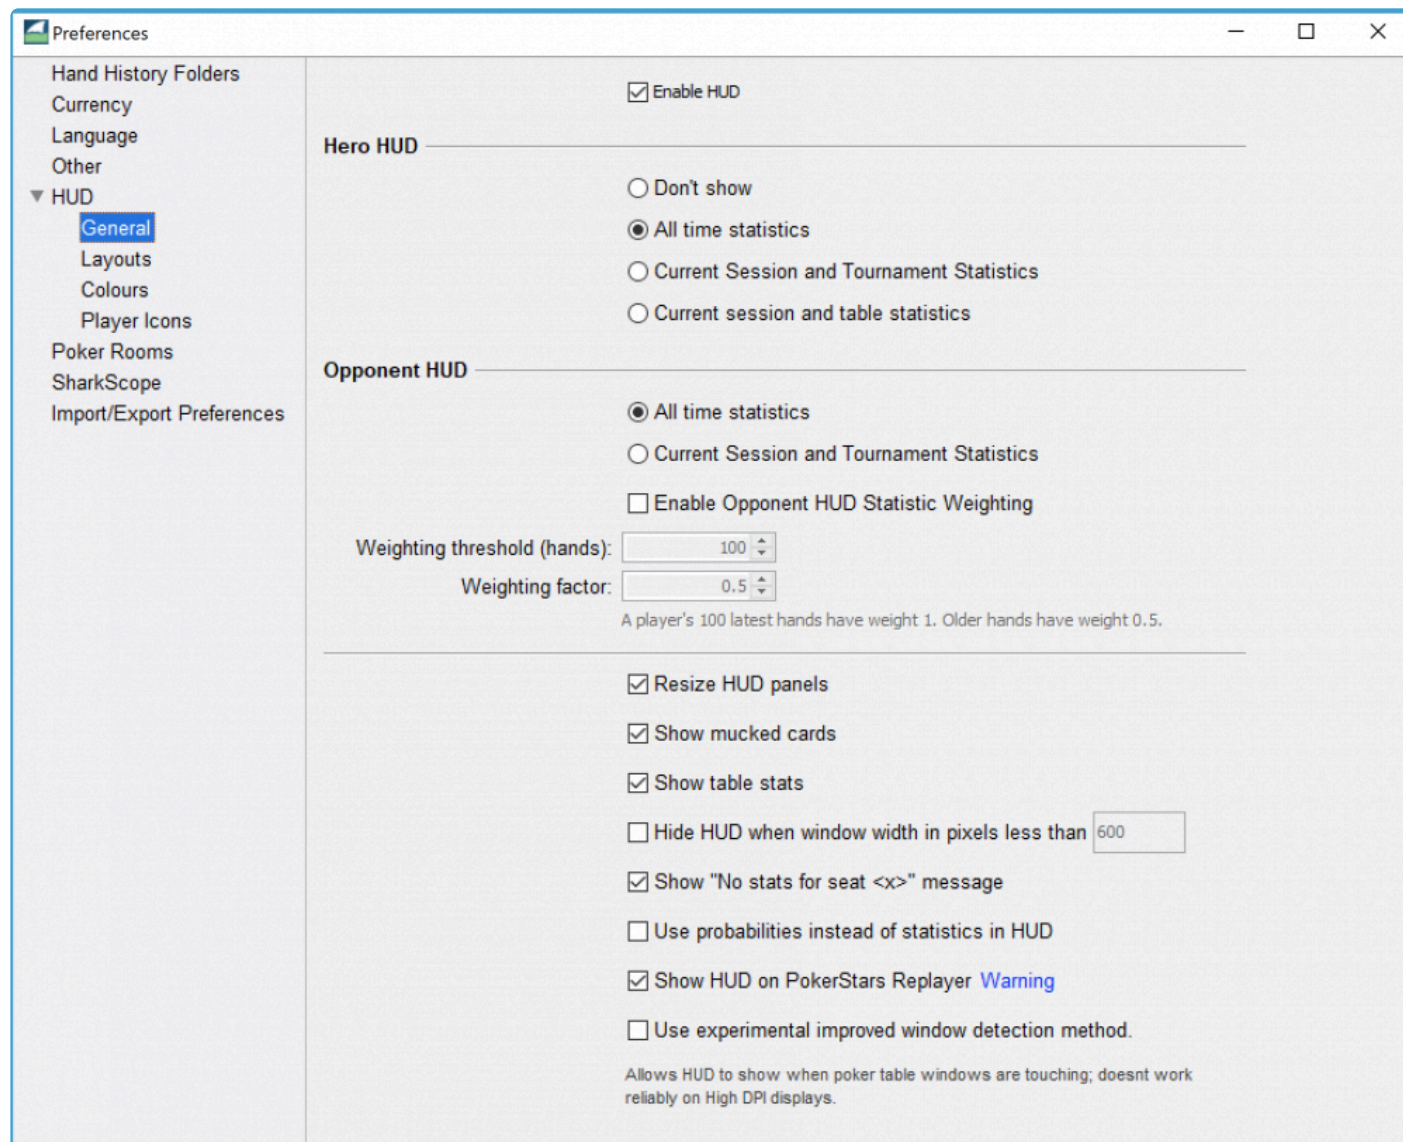 Preferences
Hand History Folders
Currency
Language
Other
HUD
General
Layouts
Colours
Player Icons
Poker Rooms
SharkScope
Import/Export Preferences
Enable HUD
Hero HUD
Don't show
All time statistics
Current Session and Tournament Statistics
Current session and table statistics
Opponent HUD
All time statistics
Current Session and Tournament Statistics
Enable Opponent HUD Statistic Weighting
Weighting threshold (hands): 100
Weighting factor: 0.5
A player's 100 latest hands have weight 1. Older hands have weight 0.5.
Resize HUD panels
Show mucked cards
Show table stats
Hide HUD when window width in pixels less than 600
Show "No stats for seat <x>" message
Use probabilities instead of statistics in HUD
Show HUD on PokerStars Replayer Warning
Use experimental improved window detection method.
Allows HUD to show when poker table windows are touching; doesnt work
reliably on High DPI displays.